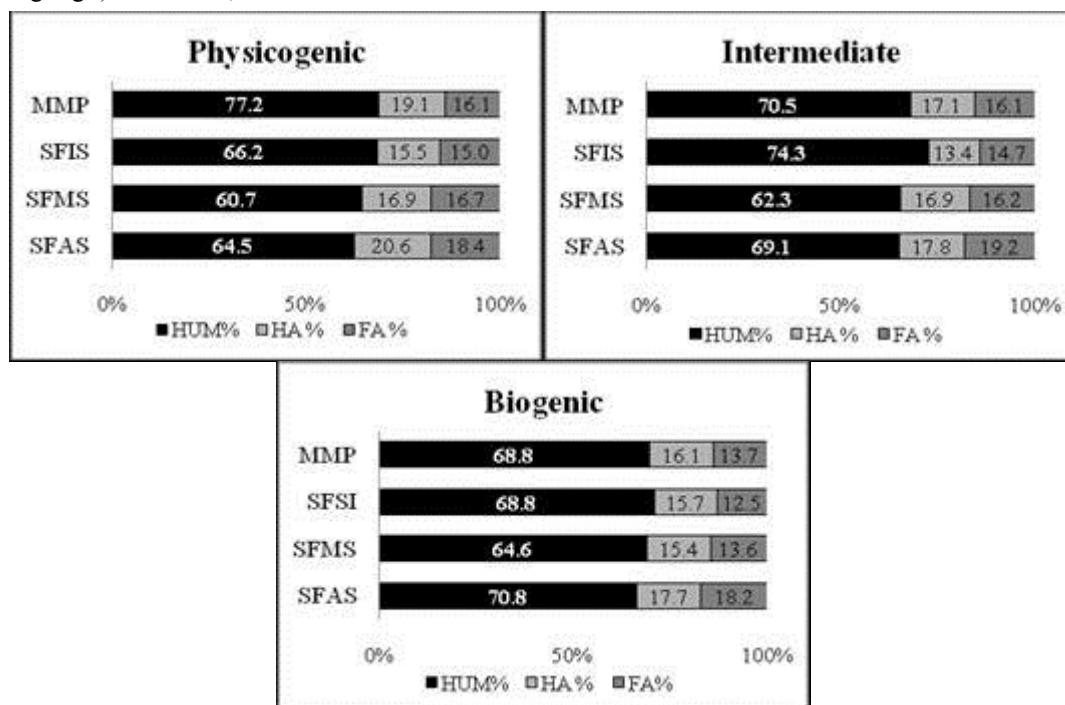 Physicogenic
MMP 77.2 19.1 16.1
SFIS 66.2 15.5 15.0
SFMS 60.7 16.9 16.7
SFAS 64.5 20.6 18.4
0% 50% 100%
■HUM% ■HA% ■FA%
Intermediate
MMP 70.5 17.1 16.1
SFIS 74.3 13.4 14.7
SFMS 62.3 16.9 16.2
SFAS 69.1 17.8 19.2
0% 50% 100%
■HUM% ■HA% ■FA%
Biogenic
MMP 68.8 16.1 13.7
SFSI 68.8 15.7 12.5
SFMS 64.6 15.4 13.6
SFAS 70.8 17.7 18.2
0% 50% 100%
■HUM% ■HA% ■FA%